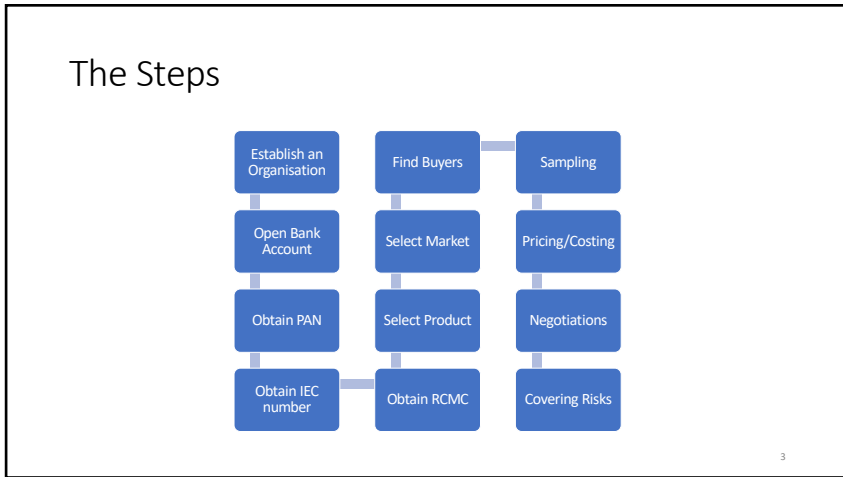 The Steps
Establish an
Organisation
Open Bank
Account
Obtain PAN
Obtain IEC
number
Obtain RCMC
Select Product
Select Market
Find Buyers
Sampling
Pricing/Costing
Negotiations
Covering Risks
3